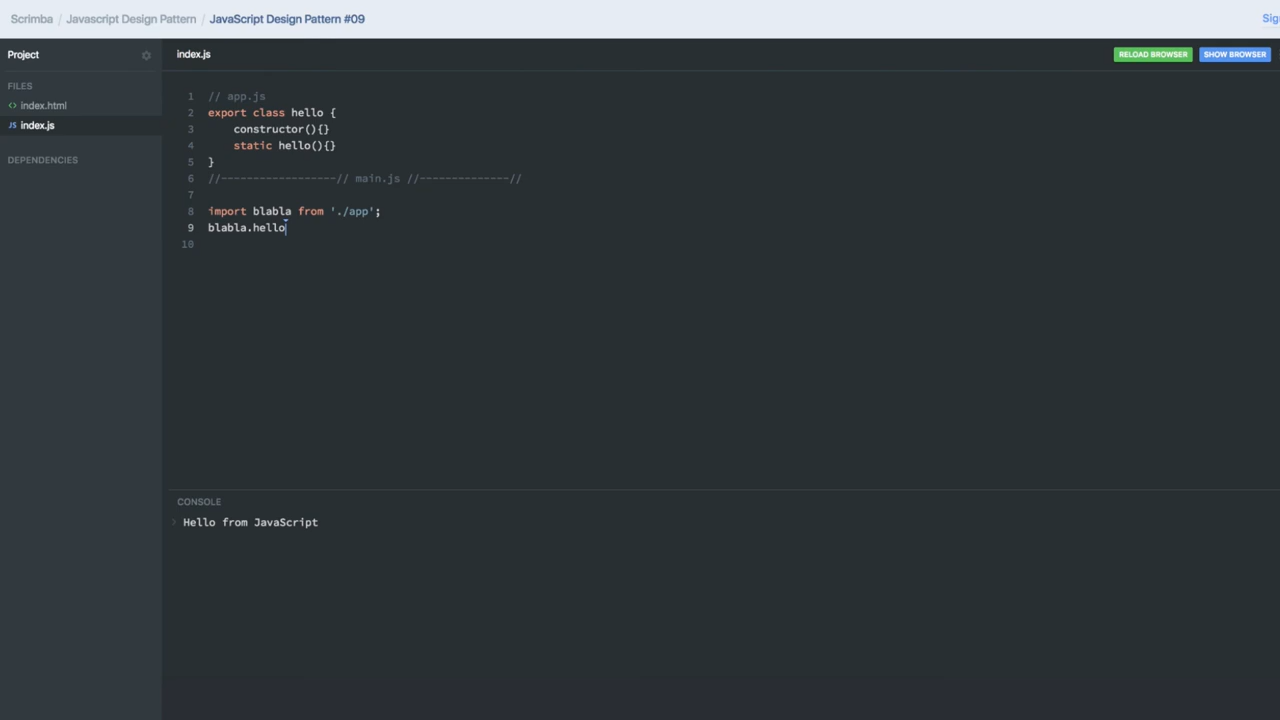 Scrimba / Javascript Design Pattern / JavaScript Design Pattern #09
Project
index.js
RELOAD BROWSER
SHOW BROWSER
FILES
<> index.html
JS index.js
DEPENDENCIES
1 // app.js
2 export class hello {
3     constructor(){}
4     static hello(){}
5 }
6 //------------------// main.js //--------------//
7
8 import blabla from './app';
9 blabla.hello
10
CONSOLE
> Hello from JavaScript